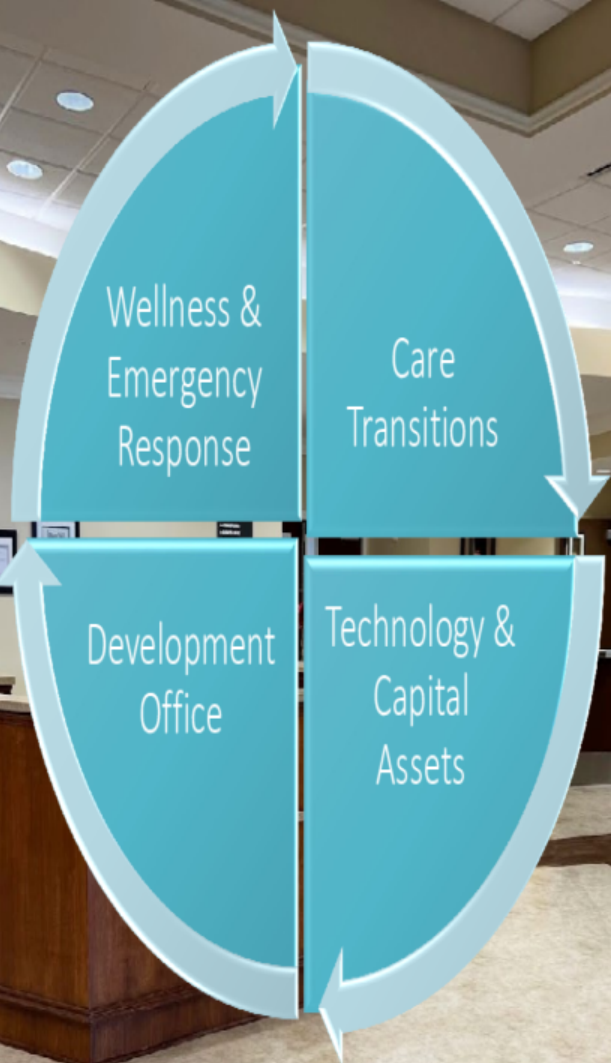 Wellness &
Emergency
Response
Care
Transitions
Development
Office
Technology &
Capital
Assets